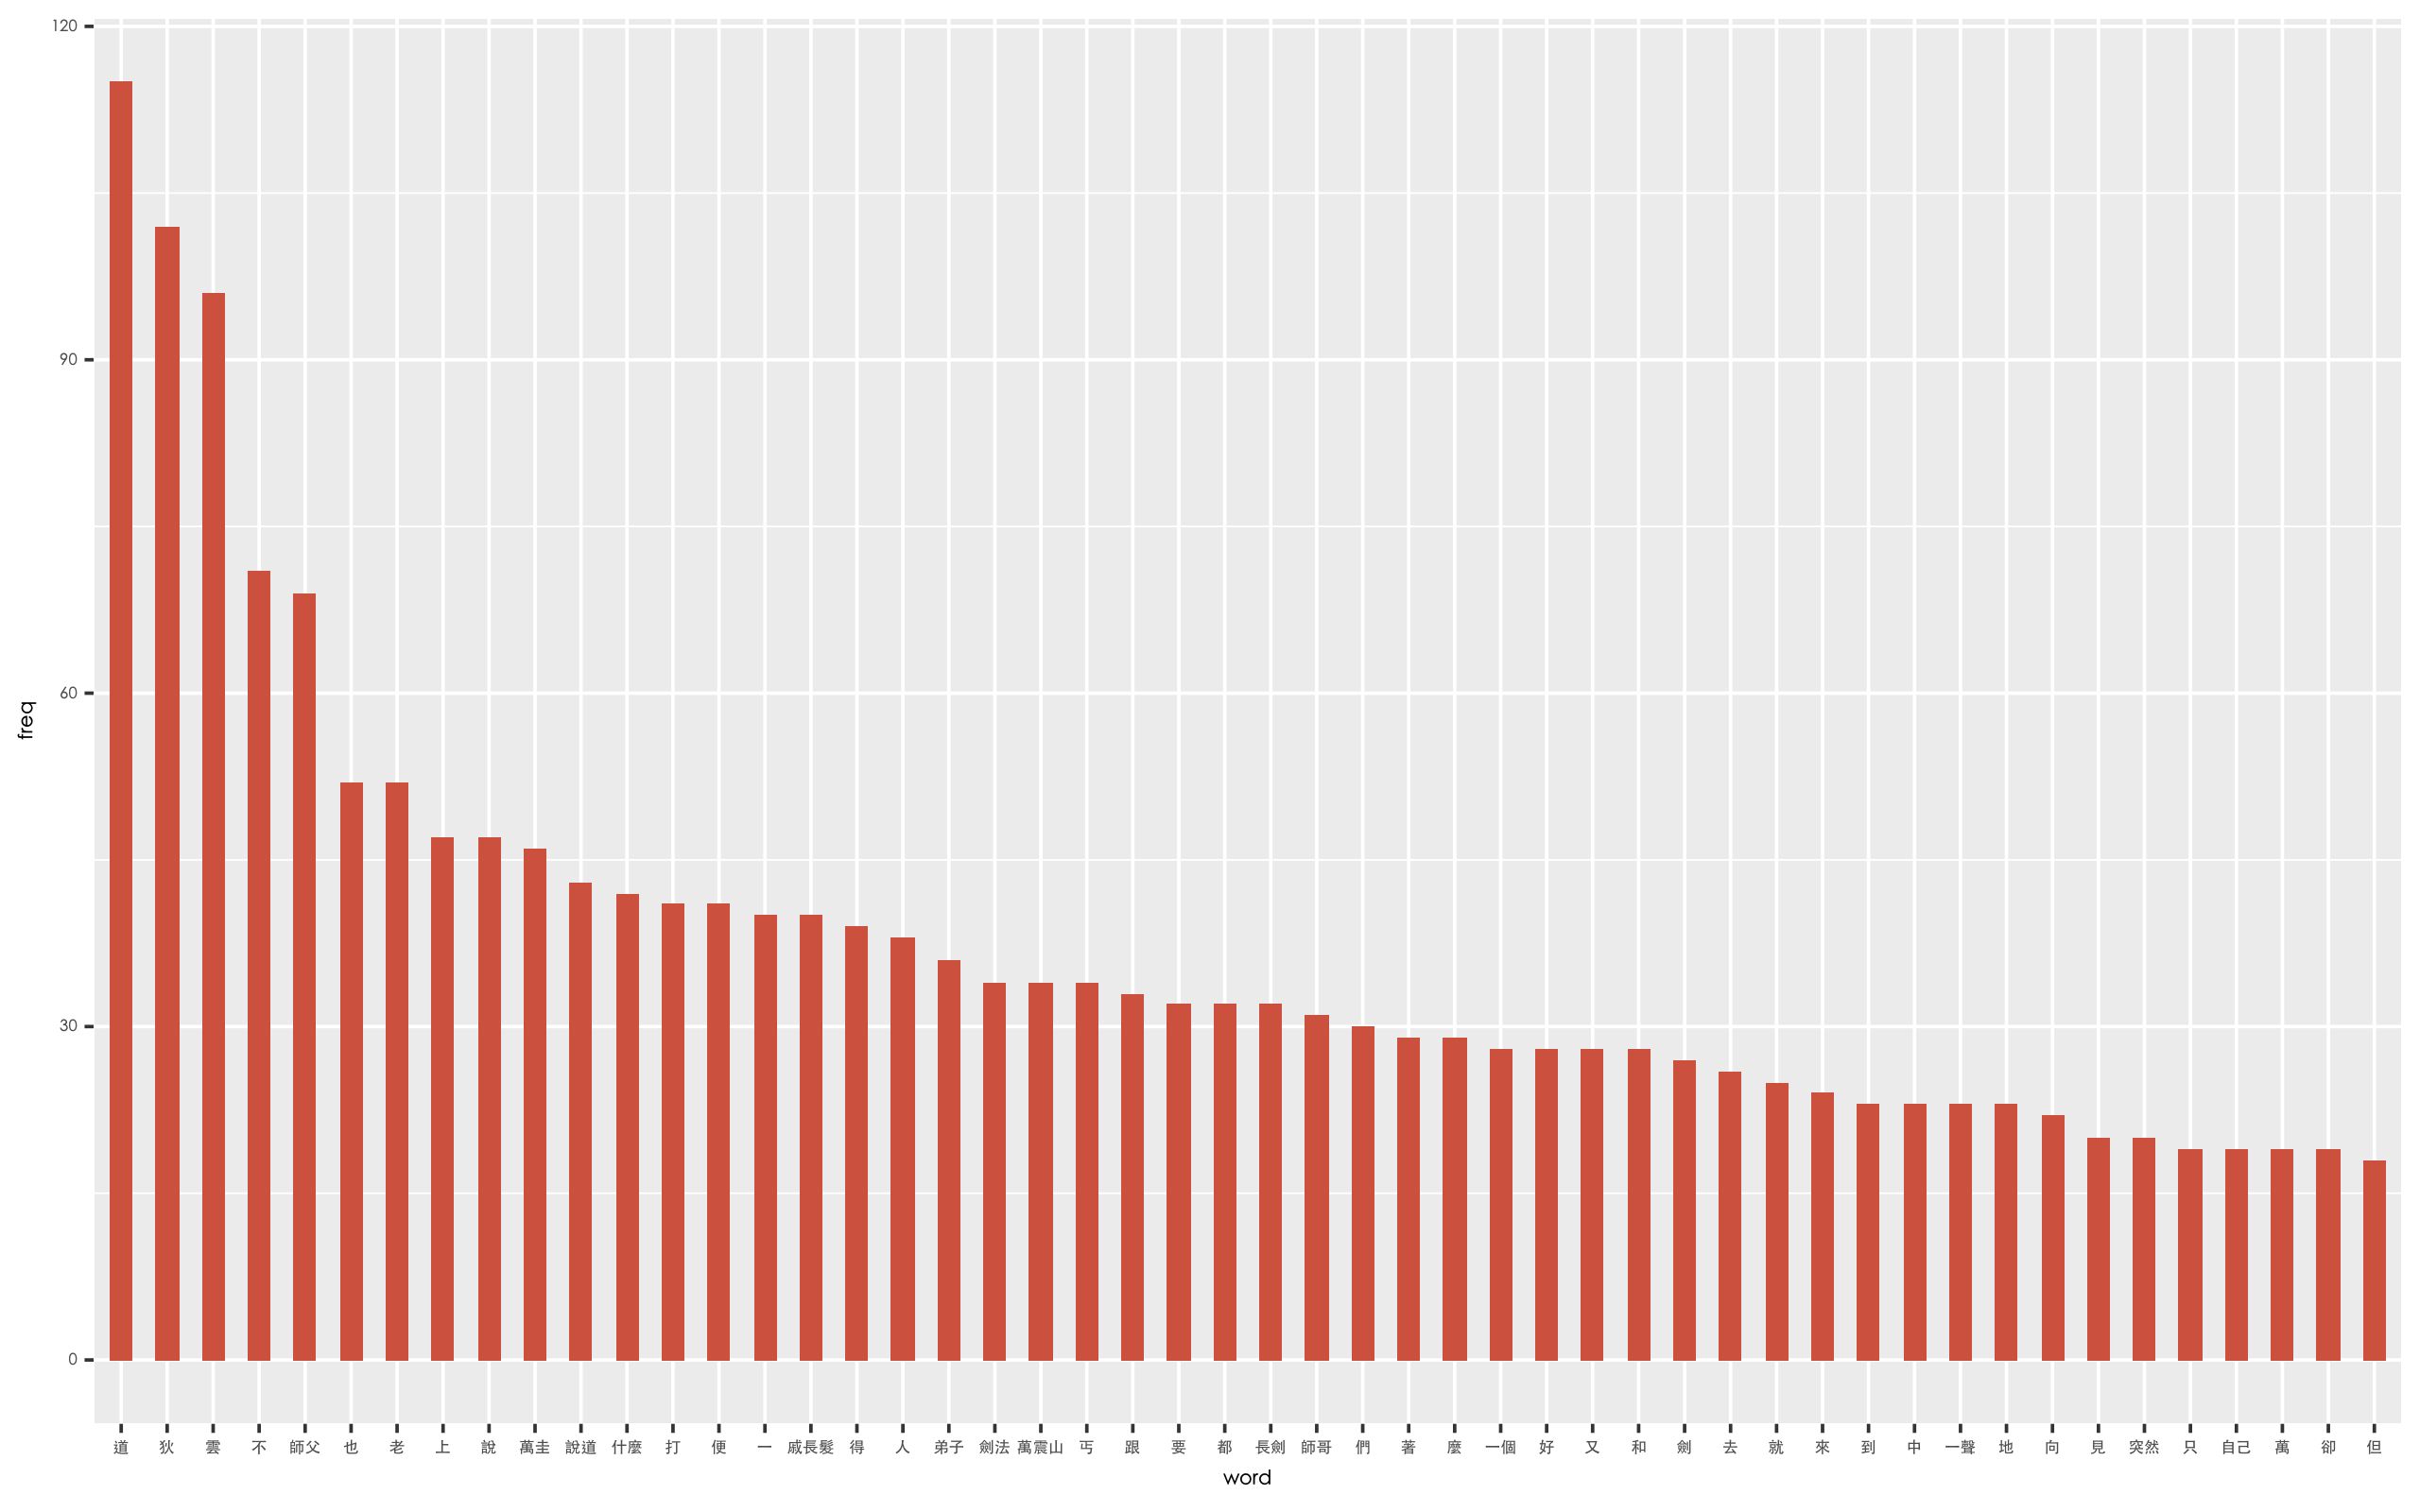 120
90
60
30
0
freq
道 狄 雲 不 師父 也 老 上 說 萬圭 說道 什麼 打 便 一 戚長髮 得 人 弟子 劍法 萬震山 丐 跟 要 都 長劍 師哥 們 著 麼 一個 好 又 和 劍 去 就 來 到 中 一聲 地 向 見 突然 只 自己 萬 卻 但
word